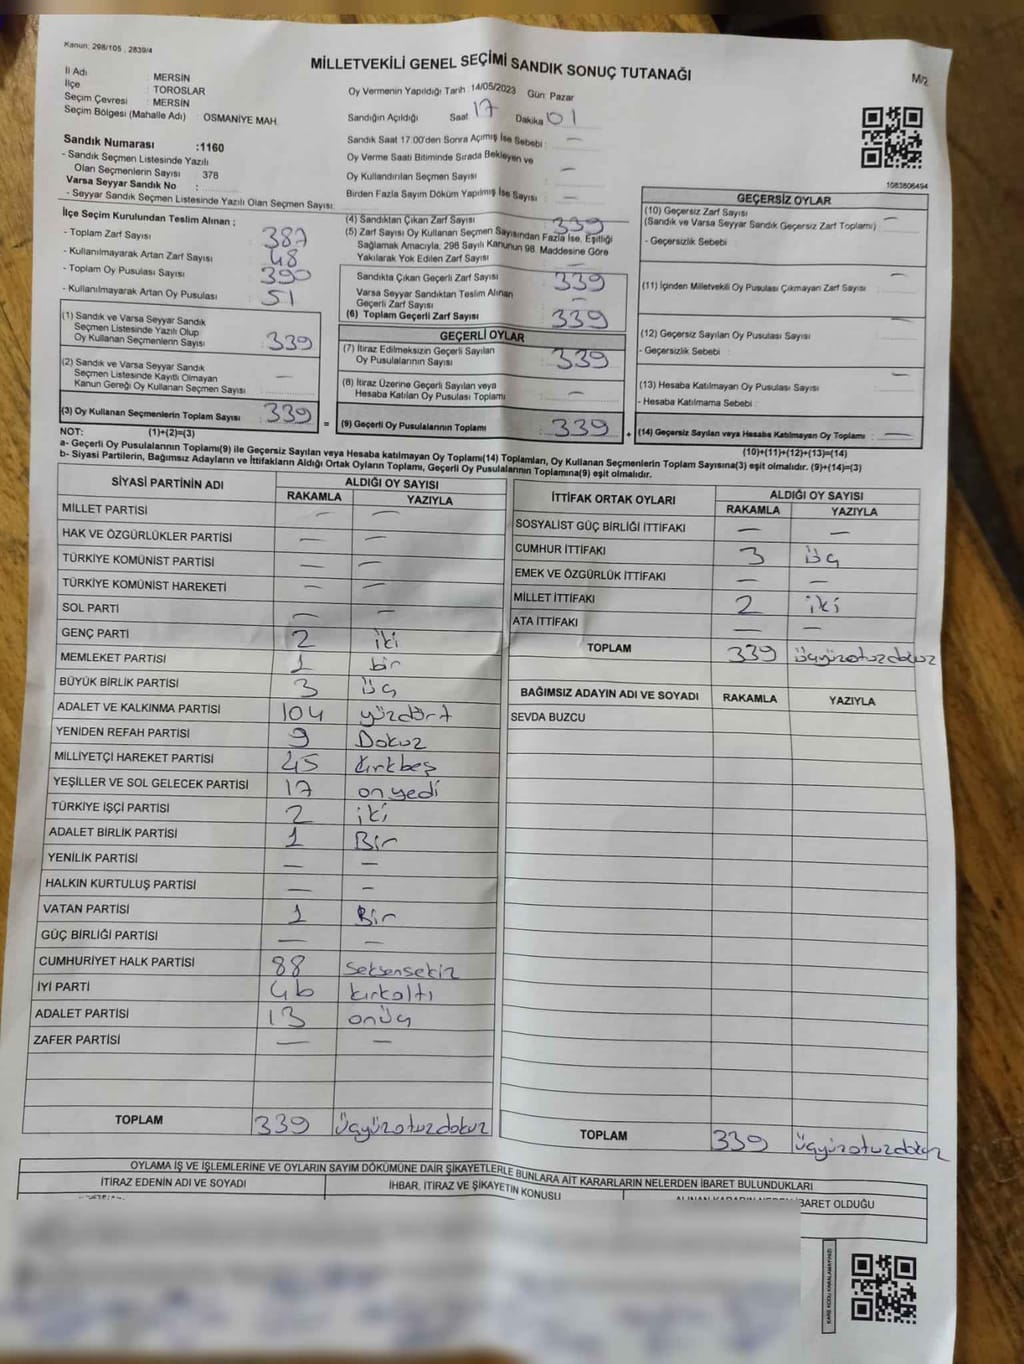 Kanun: 298/105 , 2839/4
MİLLETVEKİLİ GENEL SEÇİMİ SANDIK SONUÇ TUTANAĞI
M/2
İl Adı : MERSİN
İlçe : TOROSLAR
Seçim Çevresi : MERSİN
Seçim Bölgesi (Mahalle Adı) : OSMANİYE MAH.
Oy Vermenin Yapıldığı Tarih : 14/05/2023 Gün: Pazar
Sandığın Açıldığı Saat 17 Dakika 01
Sandık Saat 17:00'den Sonra Açılmış İse Sebebi : —
Oy Verme Saati Bitiminde Sırada Bekleyen ve
Oy Kullandırılan Seçmen Sayısı : —
Birden Fazla Sayım Döküm Yapılmış İse Sayısı : —
1083806494
Sandık Numarası :1160
- Sandık Seçmen Listesinde Yazılı
Olan Seçmenlerin Sayısı : 378
Varsa Seyyar Sandık No :
- Seyyar Sandık Seçmen Listesinde Yazılı Olan Seçmen Sayısı:
İlçe Seçim Kurulundan Teslim Alınan ;
- Toplam Zarf Sayısı : 387
- Kullanılmayarak Artan Zarf Sayısı : 48
- Toplam Oy Pusulası Sayısı : 390
- Kullanılmayarak Artan Oy Pusulası : 51
(1) Sandık ve Varsa Seyyar Sandık
Seçmen Listesinde Yazılı Olup
Oy Kullanan Seçmenlerin Sayısı : 339
(2) Sandık ve Varsa Seyyar Sandık
Seçmen Listesinde Kayıtlı Olmayan
Kanun Gereği Oy Kullanan Seçmen Sayısı : —
(3) Oy Kullanan Seçmenlerin Toplam Sayısı : 339
(4) Sandıktan Çıkan Zarf Sayısı : 339
(5) Zarf Sayısı Oy Kullanan Seçmen Sayısından Fazla İse, Eşitliği
Sağlamak Amacıyla, 298 Sayılı Kanunun 98. Maddesine Göre
Yakılarak Yok Edilen Zarf Sayısı : —
Sandıkta Çıkan Geçerli Zarf Sayısı : 339
Varsa Seyyar Sandıktan Teslim Alınan
Geçerli Zarf Sayısı : —
(6) Toplam Geçerli Zarf Sayısı : 339
GEÇERLİ OYLAR
(7) İtiraz Edilmeksizin Geçerli Sayılan
Oy Pusulalarının Sayısı : 339
(8) İtiraz Üzerine Geçerli Sayılan veya
Hesaba Katılan Oy Pusulası Toplamı : —
= (9) Geçerli Oy Pusulalarının Toplamı : 339 +
GEÇERSİZ OYLAR
(10) Geçersiz Zarf Sayısı : —
(Sandık ve Varsa Seyyar Sandık Geçersiz Zarf Toplamı)
- Geçersizlik Sebebi :
(11) İçinden Milletvekili Oy Pusulası Çıkmayan Zarf Sayısı : —
(12) Geçersiz Sayılan Oy Pusulası Sayısı : —
- Geçersizlik Sebebi :
(13) Hesaba Katılmayan Oy Pusulası Sayısı : —
- Hesaba Katılmama Sebebi :
(14) Geçersiz Sayılan veya Hesaba Katılmayan Oy Toplamı : —
NOT: (1)+(2)=(3)
(10)+(11)+(12)+(13)=(14)
a- Geçerli Oy Pusulalarının Toplamı(9) ile Geçersiz Sayılan veya Hesaba katılmayan Oy Toplamı(14) Toplamları, Oy Kullanan Seçmenlerin Toplam Sayısına(3) eşit olmalıdır. (9)+(14)=(3)
b- Siyasi Partilerin, Bağımsız Adayların ve İttifakların Aldığı Ortak Oyların Toplamı, Geçerli Oy Pusulalarının Toplamına(9) eşit olmalıdır.
SİYASİ PARTİNİN ADI ALDIĞI OY SAYISI
RAKAMLA YAZIYLA
MİLLET PARTİSİ — —
HAK VE ÖZGÜRLÜKLER PARTİSİ — —
TÜRKİYE KOMÜNİST PARTİSİ — —
TÜRKİYE KOMÜNİST HAREKETİ — —
SOL PARTİ — —
GENÇ PARTİ 2 iki
MEMLEKET PARTİSİ 1 bir
BÜYÜK BİRLİK PARTİSİ 3 üç
ADALET VE KALKINMA PARTİSİ 104 yüzdört
YENİDEN REFAH PARTİSİ 9 Dokuz
MİLLİYETÇİ HAREKET PARTİSİ 45 kırkbeş
YEŞİLLER VE SOL GELECEK PARTİSİ 17 onyedi
TÜRKİYE İŞÇİ PARTİSİ 2 iki
ADALET BİRLİK PARTİSİ 1 Bir
YENİLİK PARTİSİ — —
HALKIN KURTULUŞ PARTİSİ — —
VATAN PARTİSİ 1 Bir
GÜÇ BİRLİĞİ PARTİSİ — —
CUMHURİYET HALK PARTİSİ 88 seksensekiz
İYİ PARTİ 46 kırkaltı
ADALET PARTİSİ 13 onüç
ZAFER PARTİSİ — —
TOPLAM 339 üçyüzotuzdokuz
İTTİFAK ORTAK OYLARI ALDIĞI OY SAYISI
RAKAMLA YAZIYLA
SOSYALİST GÜÇ BİRLİĞİ İTTİFAKI — —
CUMHUR İTTİFAKI 3 üç
EMEK VE ÖZGÜRLÜK İTTİFAKI — —
MİLLET İTTİFAKI 2 iki
ATA İTTİFAKI — —
TOPLAM 339 üçyüzotuzdokuz
BAĞIMSIZ ADAYIN ADI VE SOYADI RAKAMLA YAZIYLA
SEVDA BUZCU
TOPLAM 339 üçyüzotuzdokuz
OYLAMA İŞ VE İŞLEMLERİNE VE OYLARIN SAYIM DÖKÜMÜNE DAİR ŞİKAYETLERLE BUNLARA AİT KARARLARIN NELERDEN İBARET BULUNDUKLARI
İTİRAZ EDENİN ADI VE SOYADI İHBAR, İTİRAZ VE ŞİKAYETİN KONUSU ALINAN KARARIN NEDEN İBARET OLDUĞU
KARE KODU KARALAMAYINIZ!